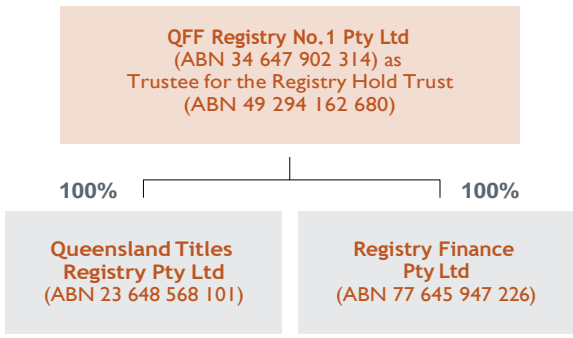 QFF Registry No.1 Pty Ltd
(ABN 34 647 902 314) as
Trustee for the Registry Hold Trust
(ABN 49 294 162 680)
100%
100%
Queensland Titles
Registry Pty Ltd
(ABN 23 648 568 101)
Registry Finance
Pty Ltd
(ABN 77 645 947 226)